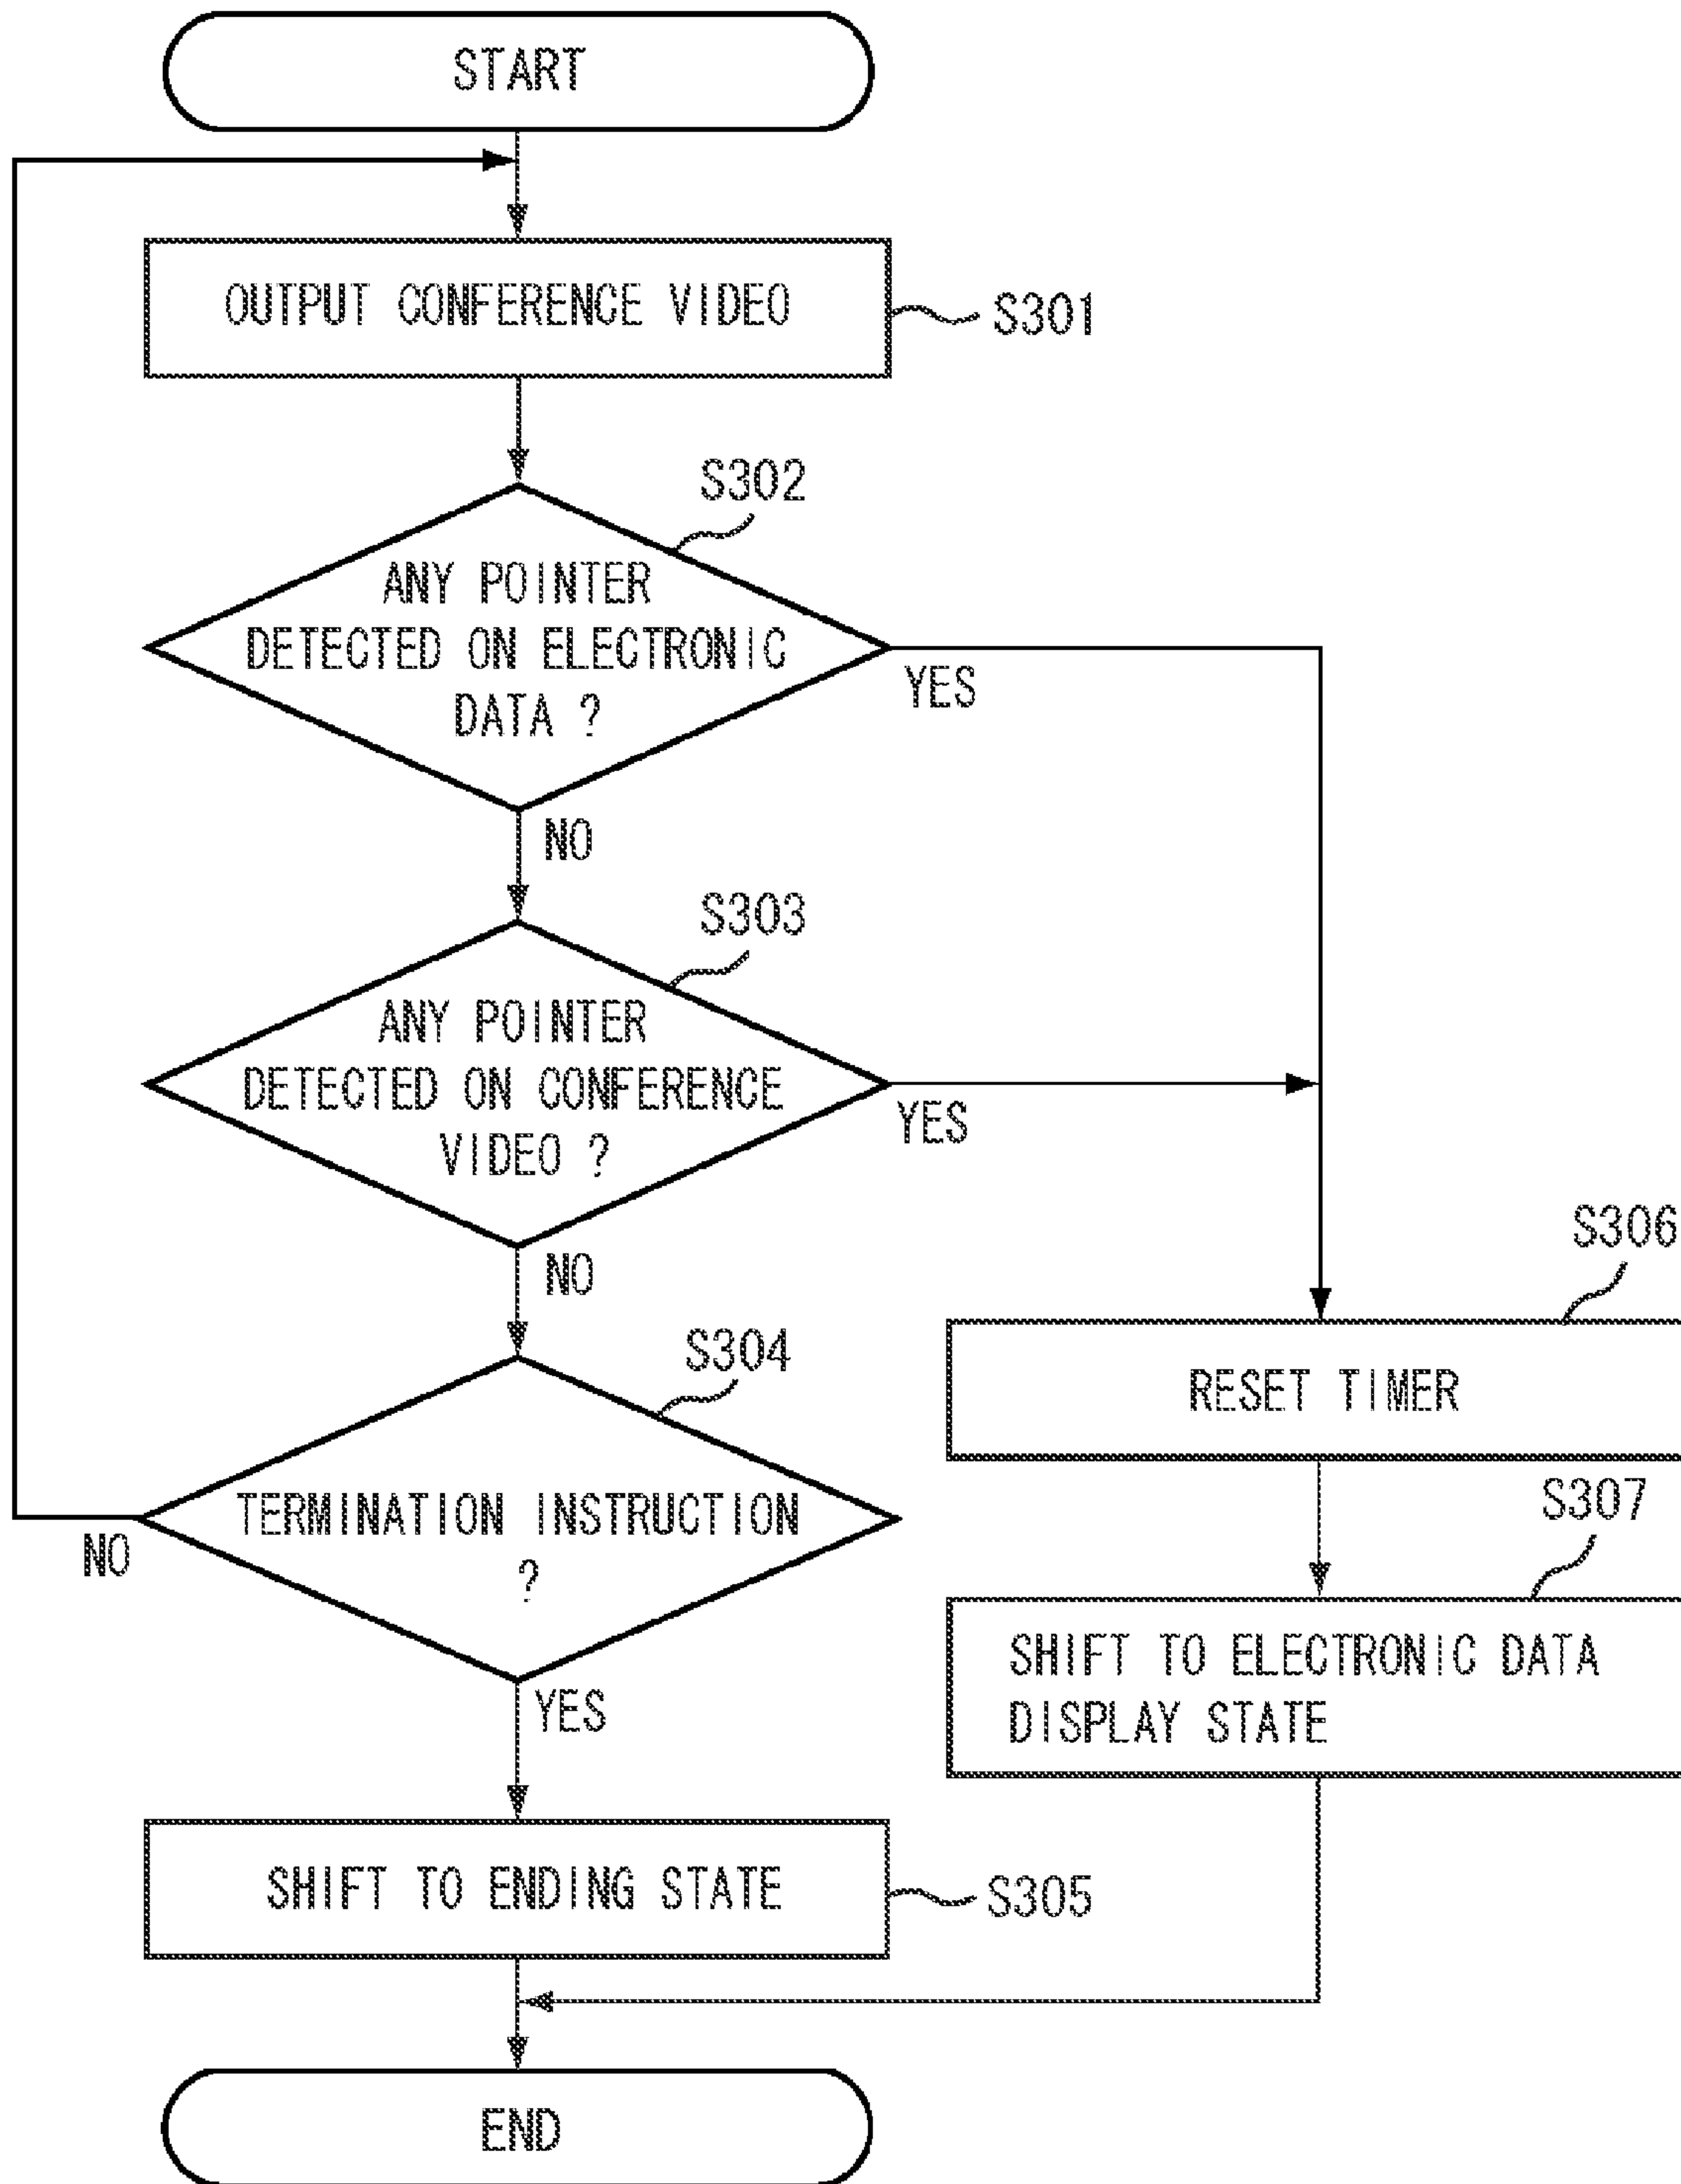 START
OUTPUT CONFERENCE VIDEO
S301
S302
ANY POINTER
DETECTED ON ELECTRONIC
DATA ?
YES
NO
S303
ANY POINTER
DETECTED ON CONFERENCE
VIDEO ?
YES
NO
S304
TERMINATION INSTRUCTION
?
NO
YES
SHIFT TO ENDING STATE
S305
S306
RESET TIMER
S307
SHIFT TO ELECTRONIC DATA
DISPLAY STATE
END